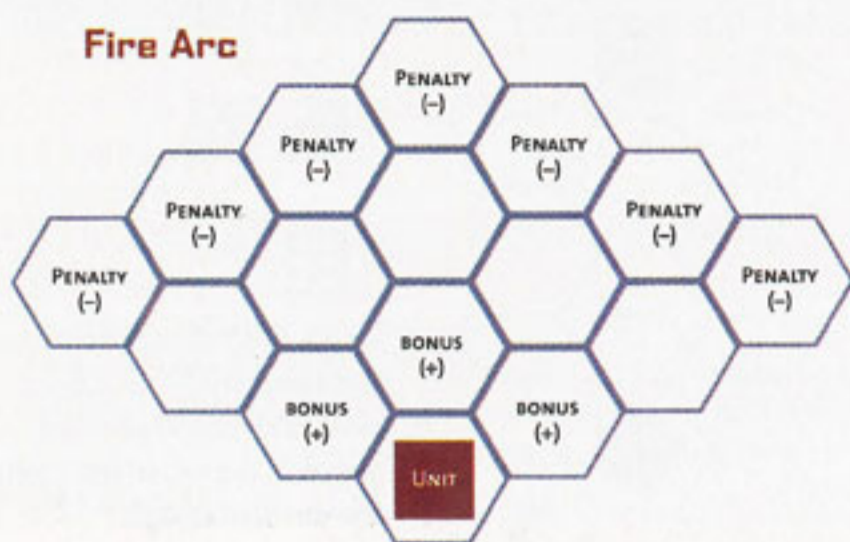 Fire Arc
PENALTY
(–)
PENALTY
(–)
PENALTY
(–)
PENALTY
(–)
PENALTY
(–)
PENALTY
(–)
PENALTY
(–)
BONUS
(+)
BONUS
(+)
BONUS
(+)
UNIT